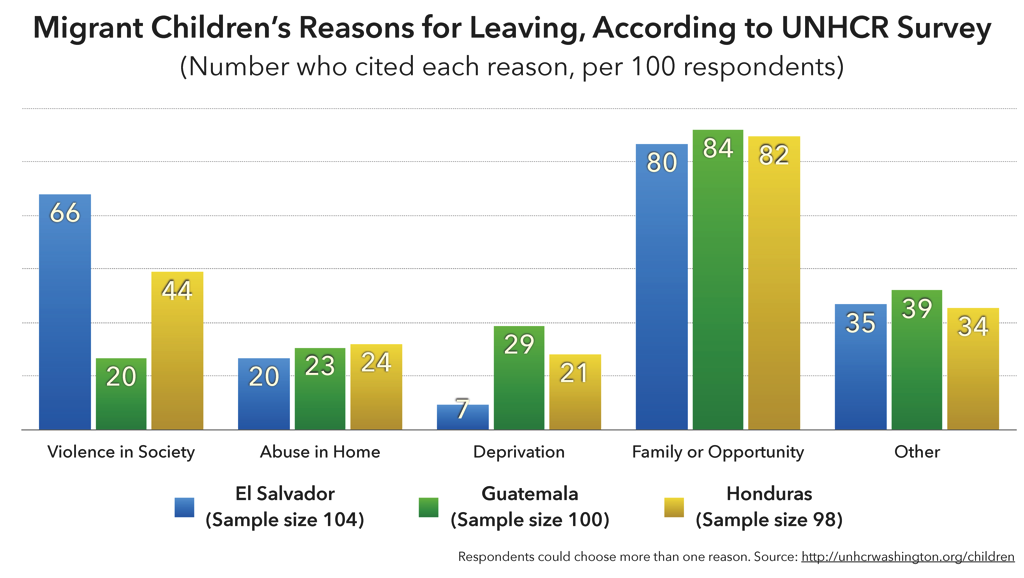 Migrant Children’s Reasons for Leaving, According to UNHCR Survey
(Number who cited each reason, per 100 respondents)
66
20
44
20
23
24
7
29
21
80
84
82
35
39
34
Violence in Society
Abuse in Home
Deprivation
Family or Opportunity
Other
El Salvador
(Sample size 104)
Guatemala
(Sample size 100)
Honduras
(Sample size 98)
Respondents could choose more than one reason. Source: http://unhcrwashington.org/children